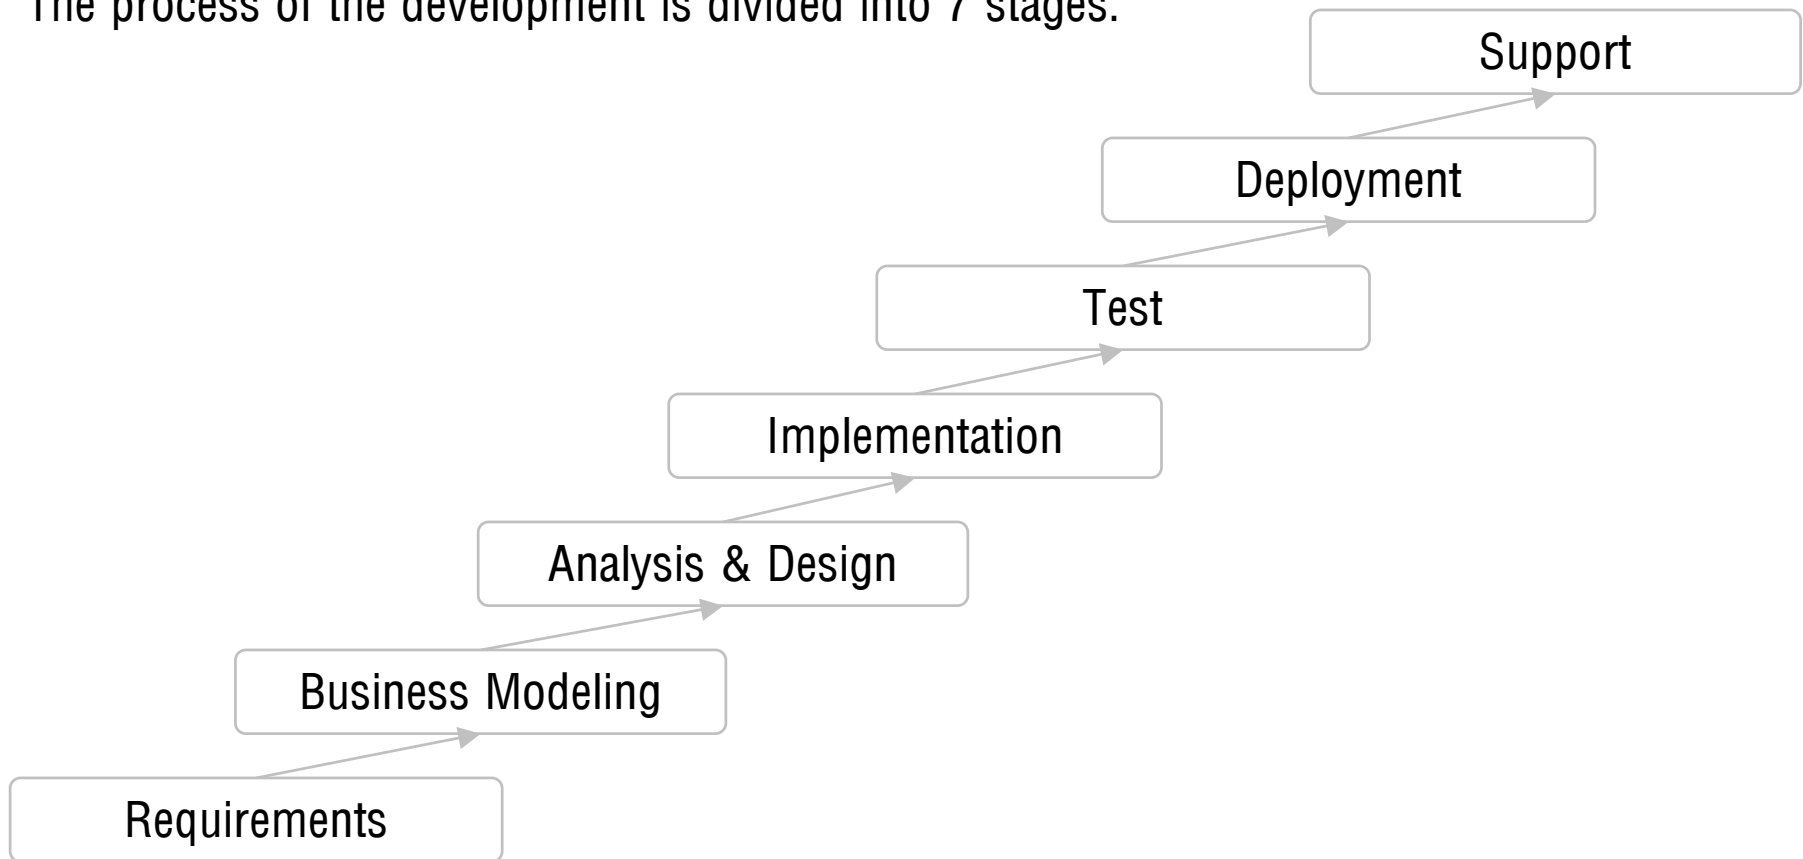 The process of the development is divided into 7 stages.
Support
Deployment
Test
Implementation
Analysis & Design
Business Modeling
Requirements